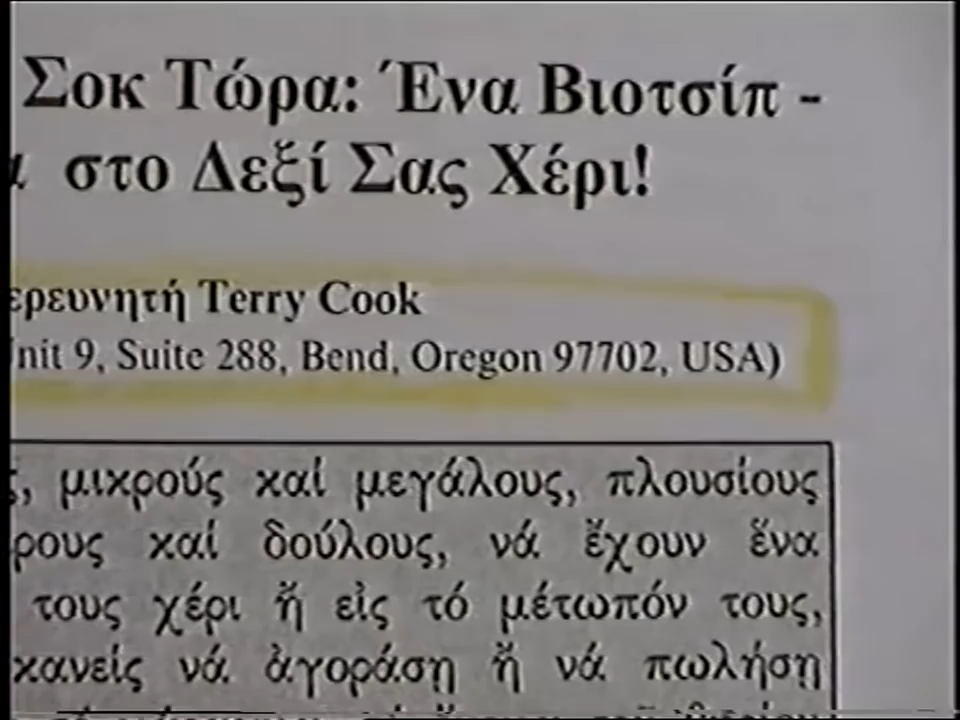 Σοκ Τώρα: Ένα Βιοτσίπ -
στο Δεξί Σας Χέρι!
ερευνητή Terry Cook
nit 9, Suite 288, Bend, Oregon 97702, USA)
ς, μικρούς καί μεγάλους, πλουσίους
ρους καί δούλους, νά ἔχουν ἕνα
τους χέρι ἤ εἰς τό μέτωπόν τους,
κανείς νά ἀγοράσῃ ἤ νά πωλήσῃ